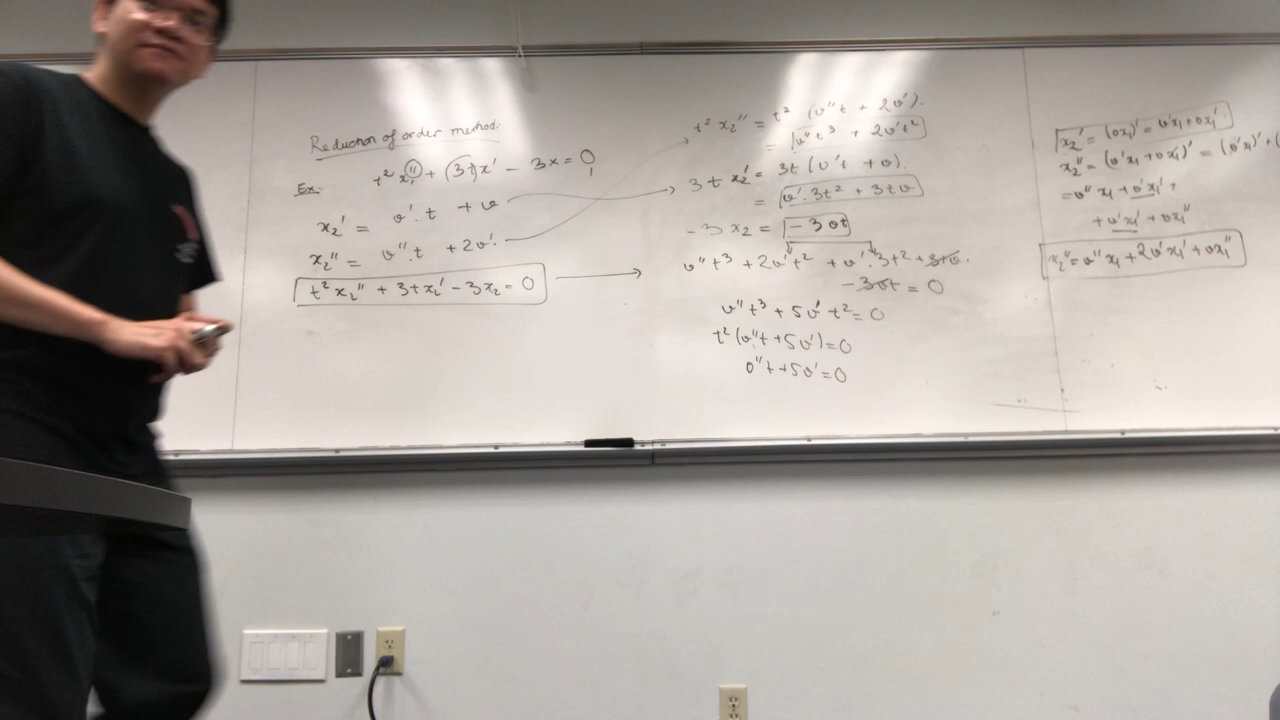 Reduction of order method:
Ex:- t² x'' + (3t)x' - 3x = 0,
x₂' = v'.t + v
x₂'' = v''.t + 2v'
t² x₂'' + 3t x₂' - 3x₂ = 0
t² x₂'' = t² (v''t + 2v').
= v''t³ + 2v't²
3t x₂' = 3t (v't + v).
= v'.3t² + 3tv
-3 x₂ = -3vt
v''t³ + 2v't² + v'.3t² + 3tv.
-3vt = 0
v''t³ + 5v't² = 0
t²(v''t + 5v') = 0
v''t + 5v' = 0
x₂' = (vx₁)' = v'x₁ + vx₁'.
x₂'' = (v'x₁ + vx₁')' = (v'x₁)' + (
= v''x₁ + v'x₁' +
+ v'x₁' + vx₁''
x₂'' = v''x₁ + 2v'x₁' + vx₁''